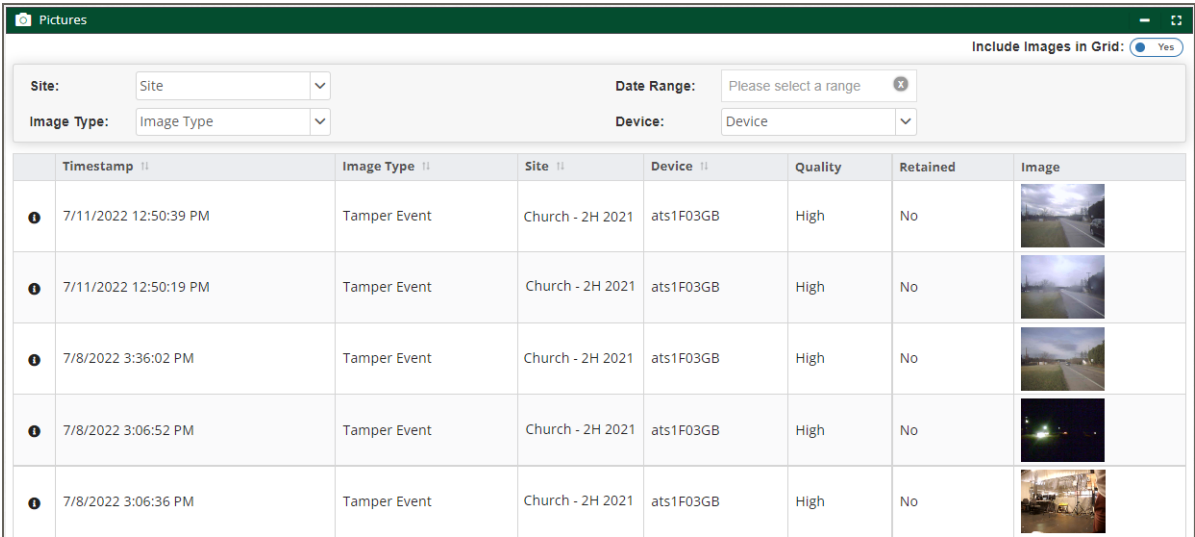 Pictures
Include Images in Grid: Yes
Site: Site Date Range: Please select a range
Image Type: Image Type Device: Device
Timestamp Image Type Site Device Quality Retained Image
7/11/2022 12:50:39 PM Tamper Event Church - 2H 2021 ats1F03GB High No
7/11/2022 12:50:19 PM Tamper Event Church - 2H 2021 ats1F03GB High No
7/8/2022 3:36:02 PM Tamper Event Church - 2H 2021 ats1F03GB High No
7/8/2022 3:06:52 PM Tamper Event Church - 2H 2021 ats1F03GB High No
7/8/2022 3:06:36 PM Tamper Event Church - 2H 2021 ats1F03GB High No